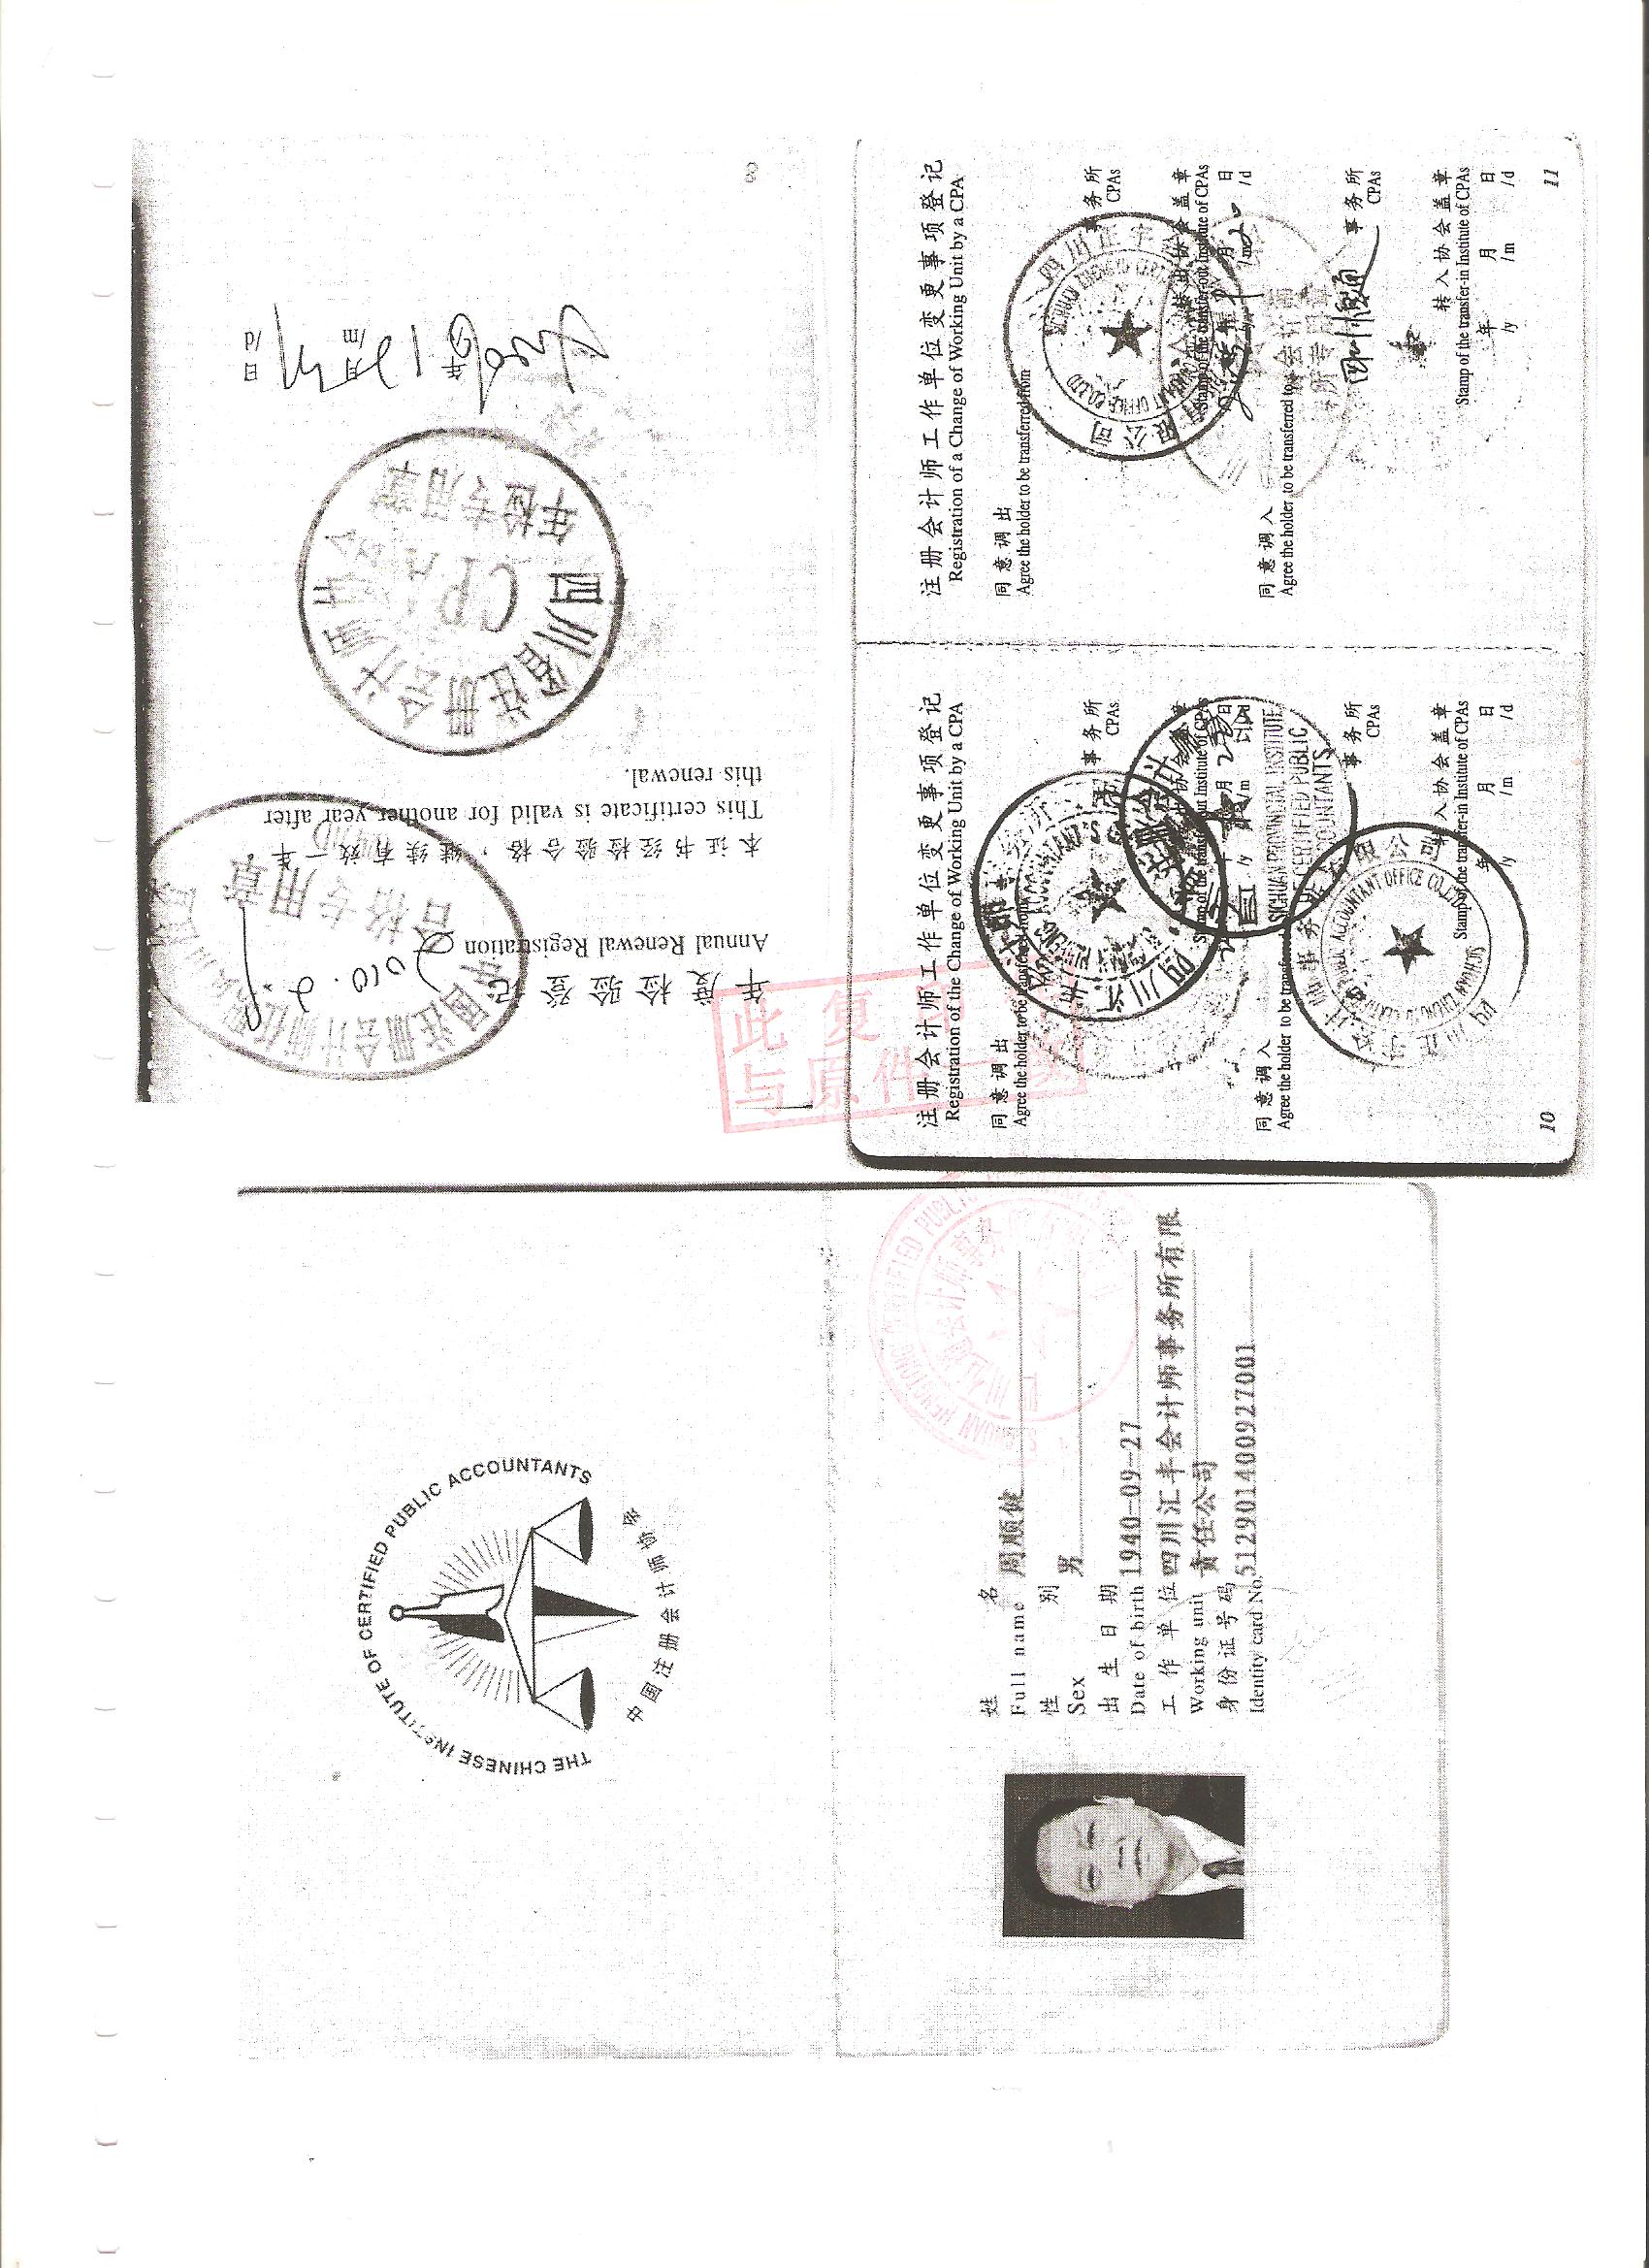 年度检验登记
Annual Renewal Registration
本证书经检验合格，继续有效一年
This certificate is valid for another year after
this renewal.
四川省注册会计师协会
CPA
年检专用章
年
月
/m
日
/d
2010.2
合格专用章
注册会计师工作单位变更事项登记
Registration of the Change of Working Unit by a CPA
同意调出
Agree the holder to be transferred from
事务所
CPAs
Stamp of the transfer-out Institute of CPAs
SICHUAN PROVINCIAL INSTITUTE
OF CERTIFIED PUBLIC
ACCOUNTANTS
同意调入
Agree the holder to be transferred to
事务所
CPAs
转入协会盖章
Stamp of the transfer-in Institute of CPAs
年 月 日
/y /m /d
10
注册会计师工作单位变更事项登记
Registration of a Change of Working Unit by a CPA
同意调出
Agree the holder to be transferred from
事务所
CPAs
转出协会盖章
Stamp of the transfer-out Institute of CPAs
月 日
/m /d
同意调入
Agree the holder to be transferred to
四川恒通
事务所
CPAs
转入协会盖章
Stamp of the transfer-in Institute of CPAs
年 月 日
/y /m /d
11
此复印
与原件一致
THE CHINESE INSTITUTE OF CERTIFIED PUBLIC ACCOUNTANTS
中国注册会计师协会
姓名 周顺健
Full name
性别 男
Sex
出生日期 1940-09-27
Date of birth
工作单位 四川汇丰会计师事务所有限
Working unit 责任公司
身份证号码 512901400927001
Identity card No.